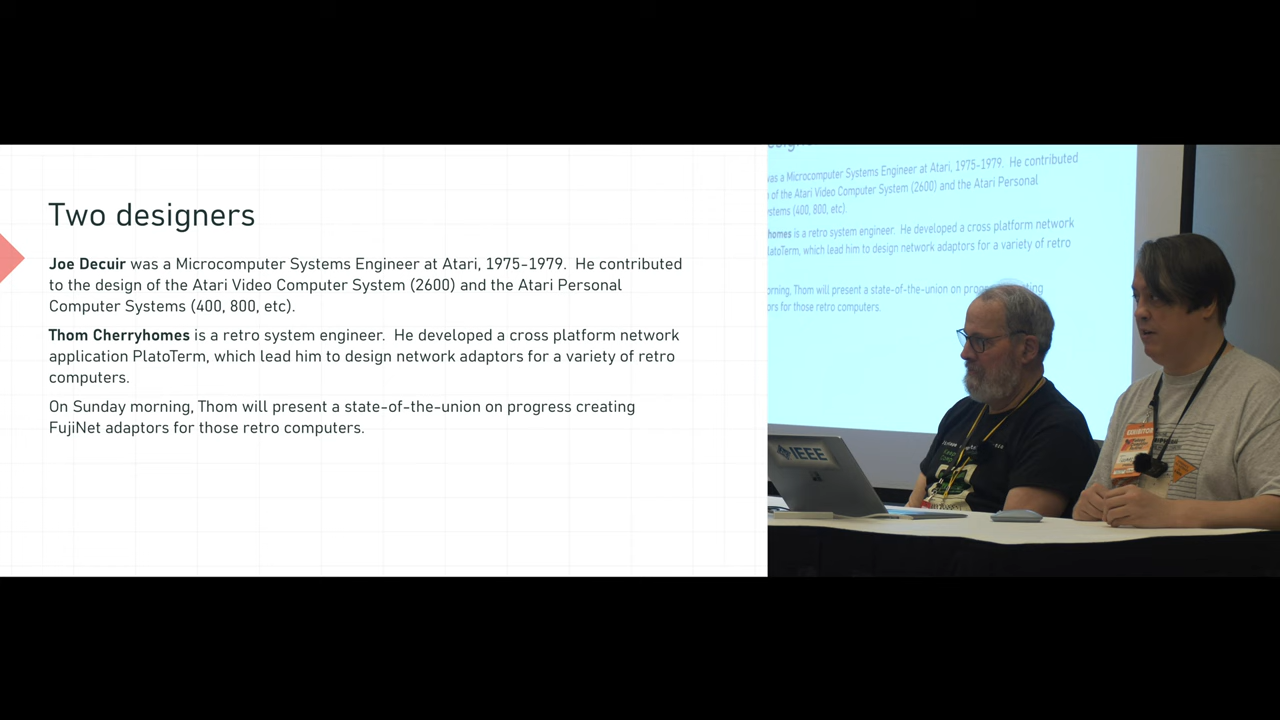 Two designers
Joe Decuir was a Microcomputer Systems Engineer at Atari, 1975-1979. He contributed
to the design of the Atari Video Computer System (2600) and the Atari Personal
Computer Systems (400, 800, etc).
Thom Cherryhomes is a retro system engineer. He developed a cross platform network
application PlatoTerm, which lead him to design network adaptors for a variety of retro
computers.
On Sunday morning, Thom will present a state-of-the-union on progress creating
FujiNet adaptors for those retro computers.
was a Microcomputer Systems Engineer at Atari, 1975-1979. He contributed
of the Atari Video Computer System (2600) and the Atari Personal
stems (400, 800, etc).
homes is a retro system engineer. He developed a cross platform network
latoTerm, which lead him to design network adaptors for a variety of retro
orning, Thom will present a state-of-the-union on
ors for those retro computers.
IEEE
EXHIBITOR